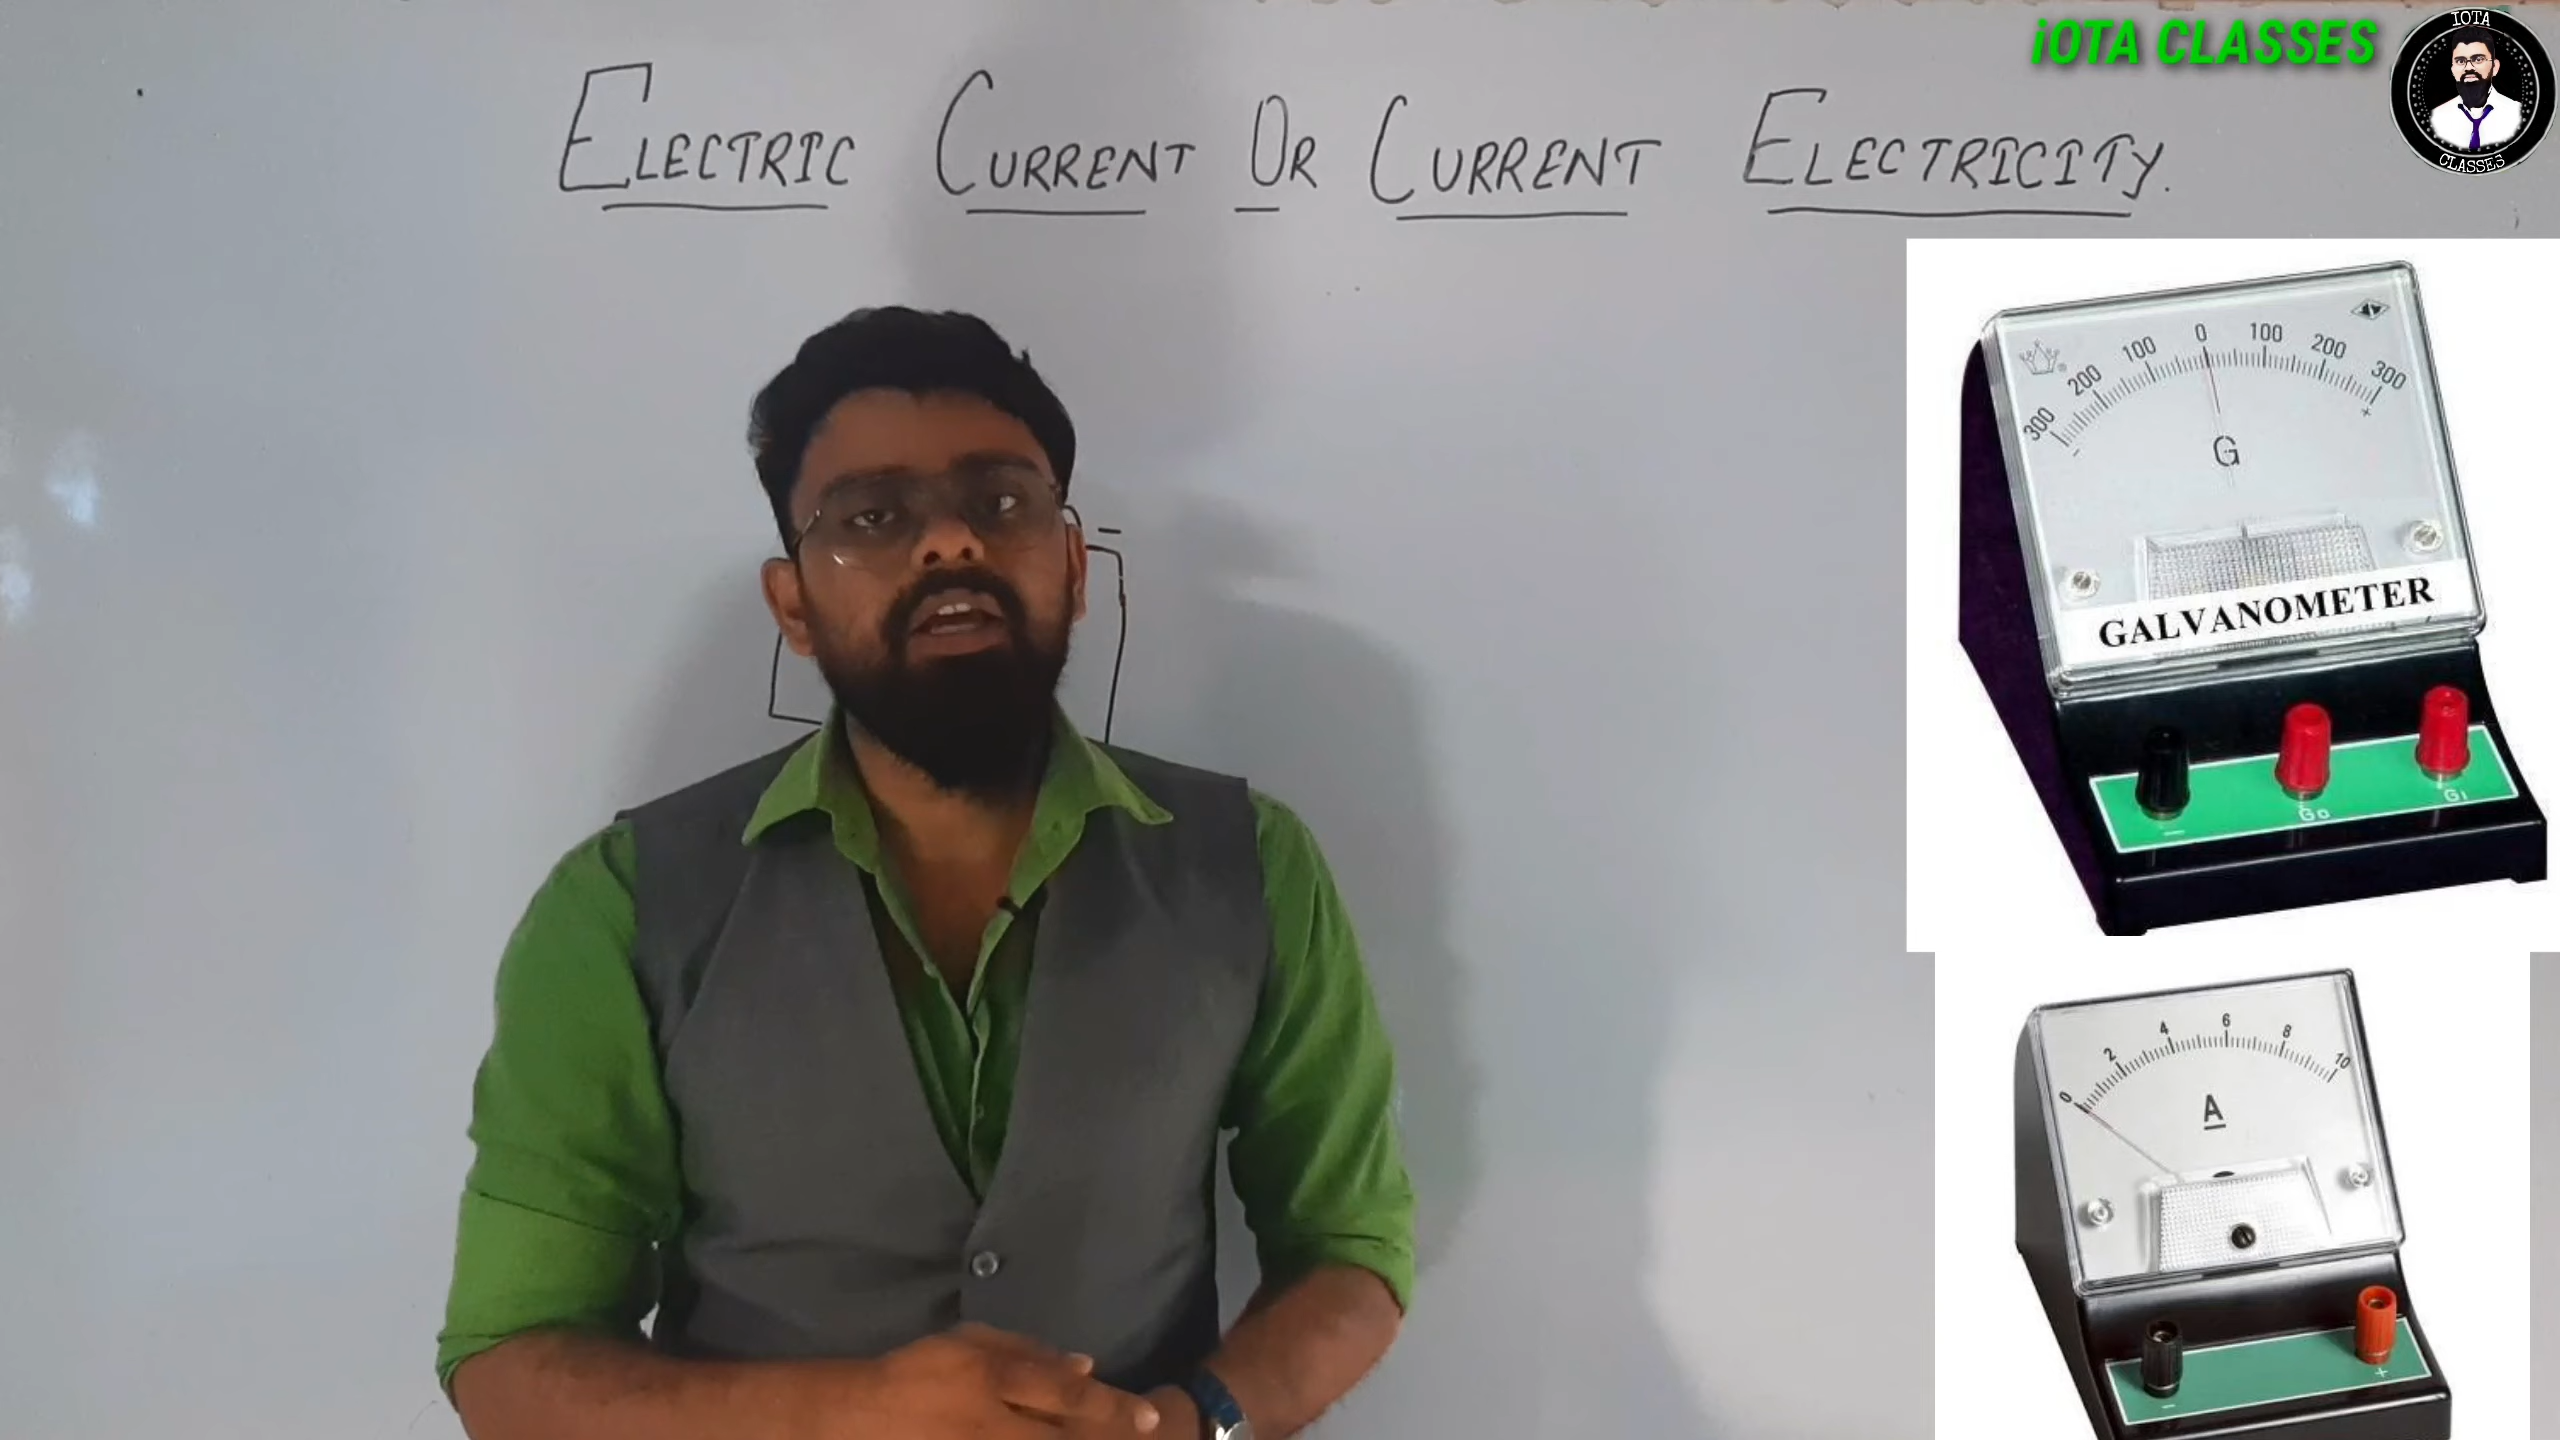 iOTA CLASSES
IOTA
CLASSES
ELECTRIC CURRENT OR CURRENT ELECTRICITY.
300 200 100 0 100 200 300
- +
G
GALVANOMETER
- G0 G1
0 2 4 6 8 10
A
- +
-